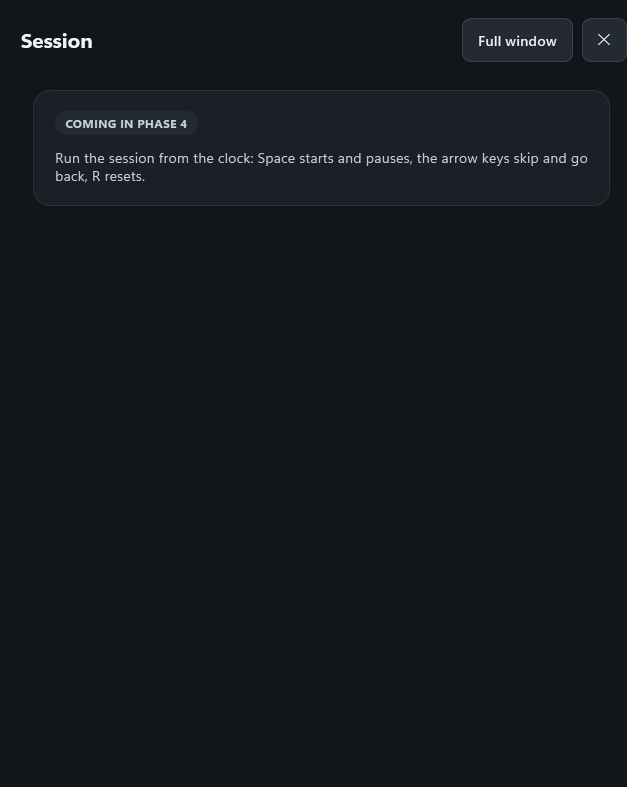 Session
Full window
COMING IN PHASE 4
Run the session from the clock: Space starts and pauses, the arrow keys skip and go
back, R resets.